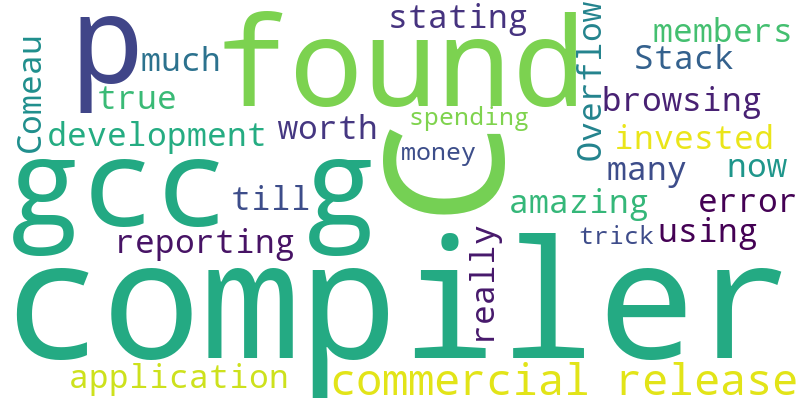 stating
p
found
Comeau
much
Overflow
members
Stack
true
browsing
spending
development
worth
invested
C
money
gcc
g
many
now
till
amazing
error
reporting
really
trick
using
compiler
application
commercial release